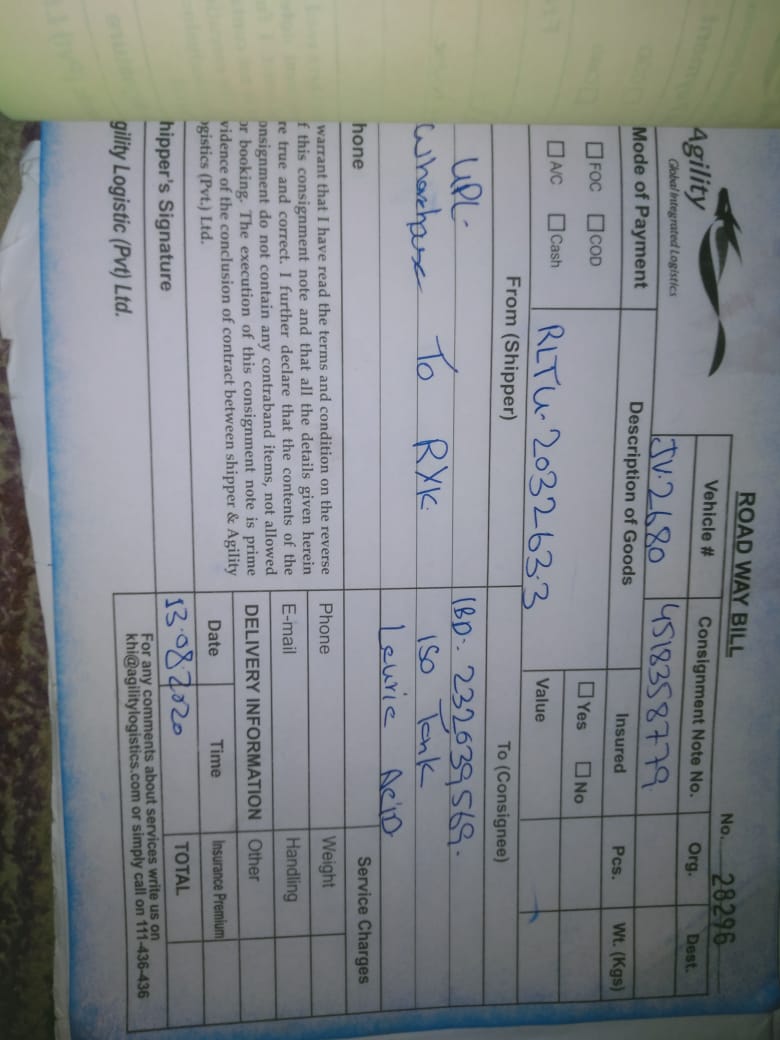 ROAD WAY BILL
No. 28296
Agility
Global Integrated Logistics
Vehicle # Consignment Note No. Org. Dest.
JV-2680 4518358779
Mode of Payment Description of Goods Insured Pcs. Wt. (Kgs)
FOC COD Yes No
A/C Cash RLTU-203263-3 Value
From (Shipper) To (Consignee)
UPL IBD: 232039569
To RYK ISO Tank
Leuric Acid
hone Service Charges
warrant that I have read the terms and condition on the reverse
f this consignment note and that all the details given herein
re true and correct. I further declare that the contents of the
onsignment do not contain any contraband items, not allowed
or booking. The execution of this consignment note is prime
vidence of the conclusion of contract between shipper & Agility
ogistics (Pvt.) Ltd.
Phone Weight
E-mail Handling
DELIVERY INFORMATION Other
Date Time Insurance Premium
13-08-2020 TOTAL
hipper's Signature
gility Logistic (Pvt) Ltd.
For any comments about services write us on
khi@agilitylogistics.com or simply call on 111-436-436